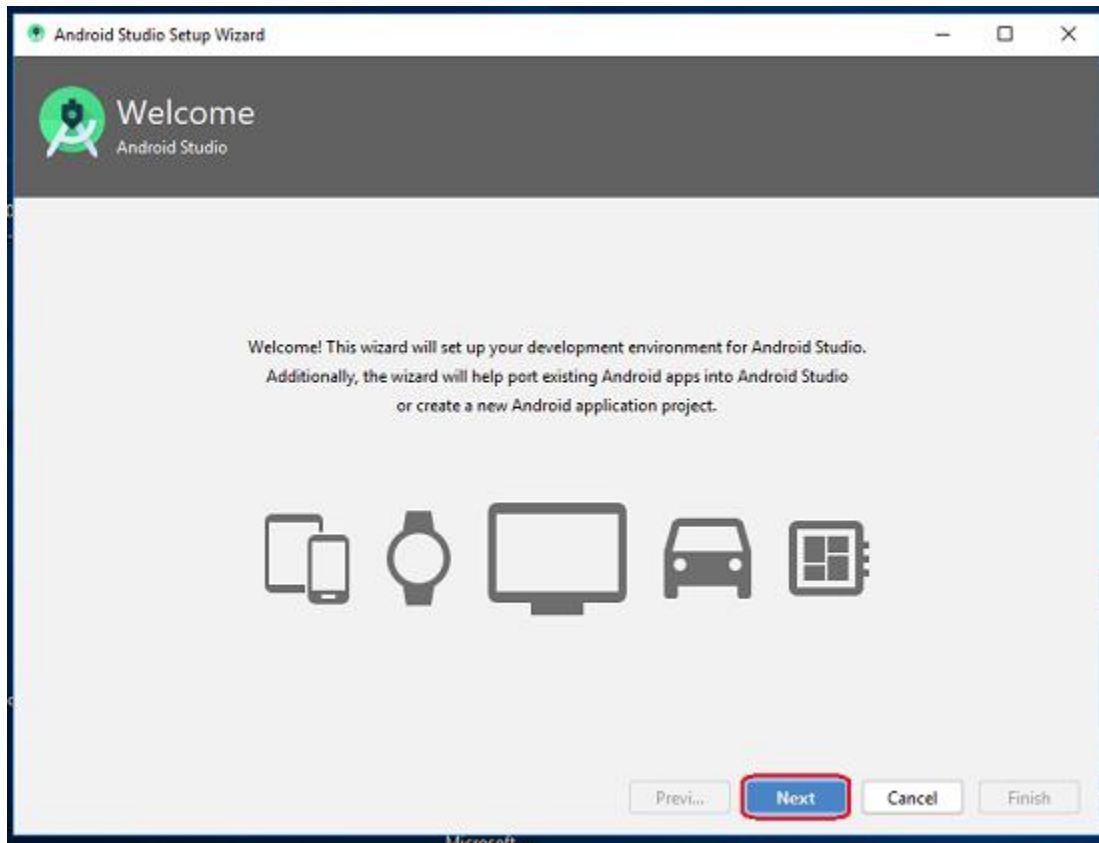 Android Studio Setup Wizard
Welcome
Android Studio
Welcome! This wizard will set up your development environment for Android Studio.
Additionally, the wizard will help port existing Android apps into Android Studio
or create a new Android application project.
Previ... Next Cancel Finish
Microsoft